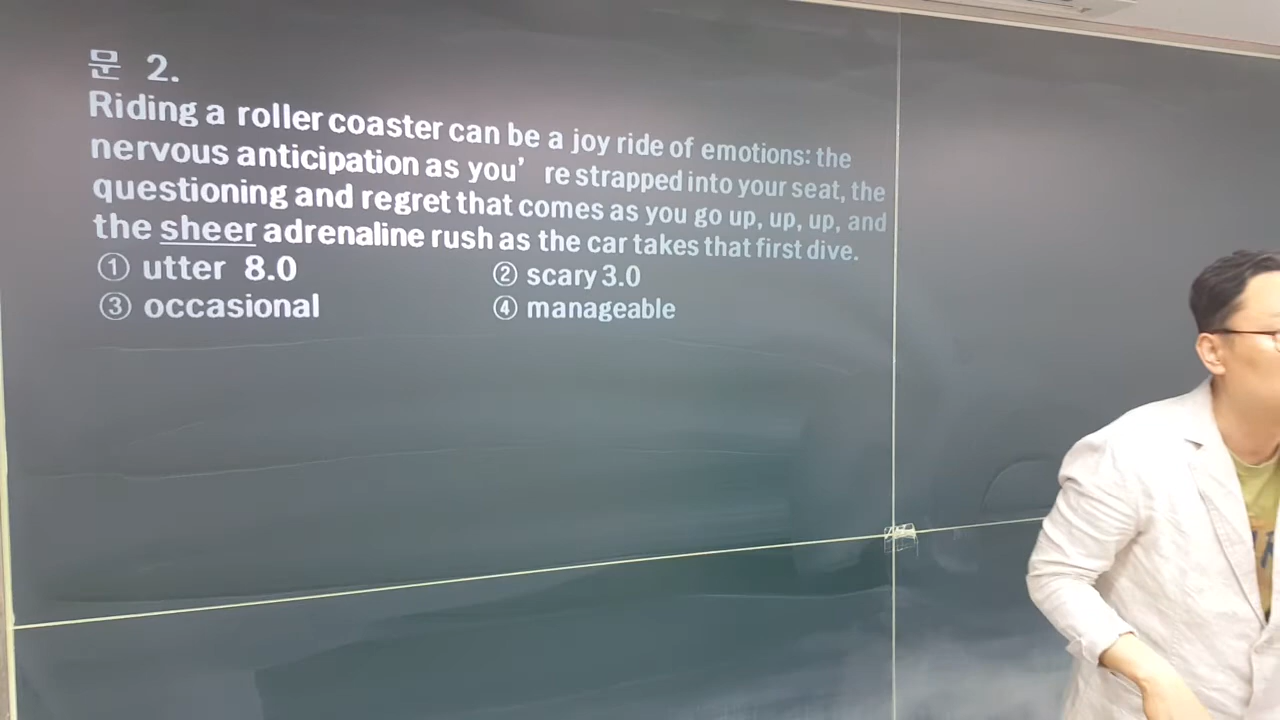 문 2.
Riding a roller coaster can be a joy ride of emotions: the
nervous anticipation as you' re strapped into your seat, the
questioning and regret that comes as you go up, up, up, and
the sheer adrenaline rush as the car takes that first dive.
① utter 8.0 ② scary 3.0
③ occasional ④ manageable